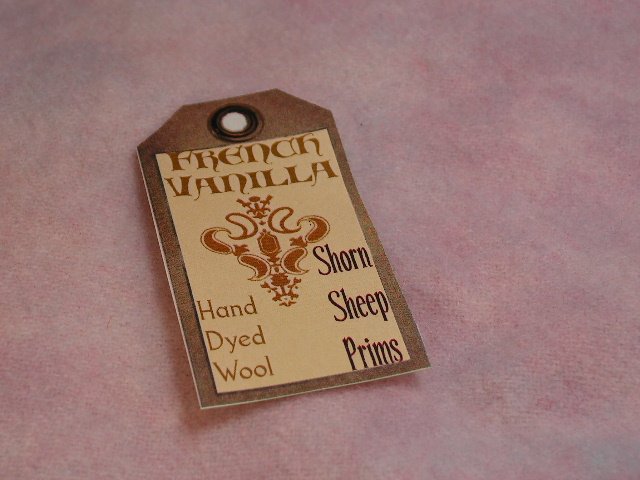 FRENCH
VANILLA
Shorn
Sheep
Prims
Hand
Dyed
Wool